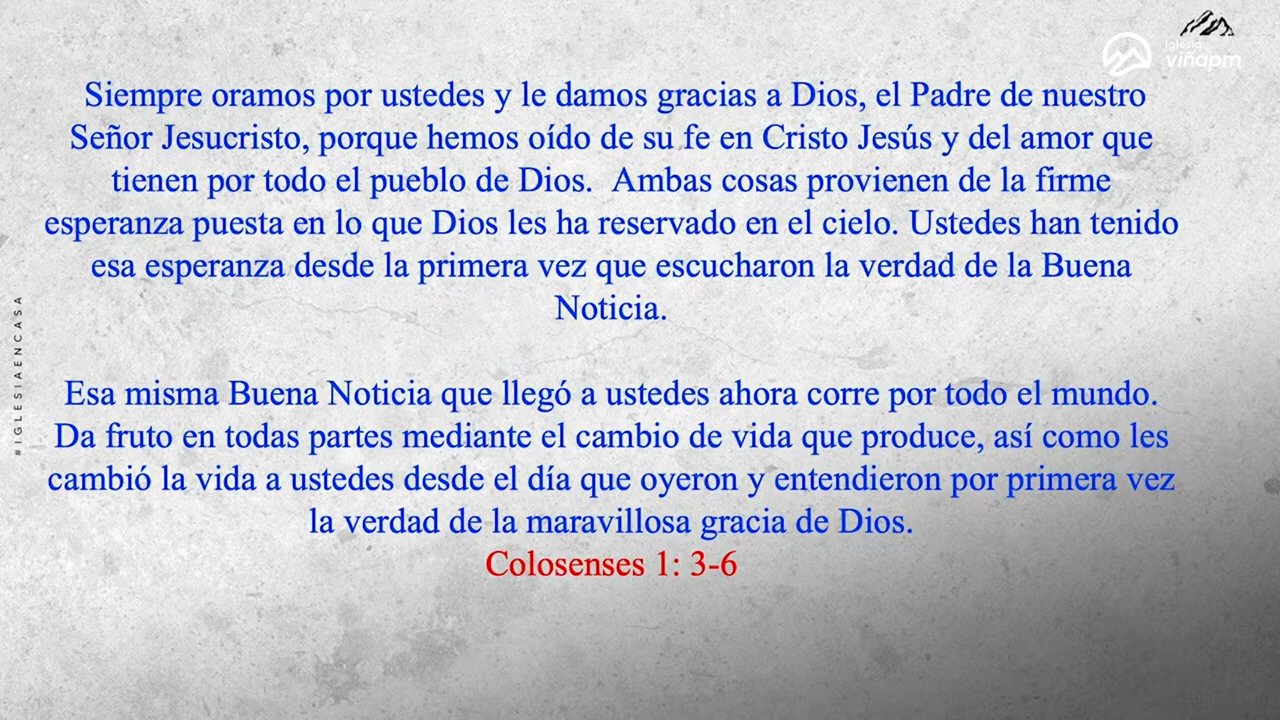 iglesia
viñapm
Siempre oramos por ustedes y le damos gracias a Dios, el Padre de nuestro
Señor Jesucristo, porque hemos oído de su fe en Cristo Jesús y del amor que
tienen por todo el pueblo de Dios.  Ambas cosas provienen de la firme
esperanza puesta en lo que Dios les ha reservado en el cielo. Ustedes han tenido
esa esperanza desde la primera vez que escucharon la verdad de la Buena
Noticia.
#IGLESIAENCASA
Esa misma Buena Noticia que llegó a ustedes ahora corre por todo el mundo.
Da fruto en todas partes mediante el cambio de vida que produce, así como les
cambió la vida a ustedes desde el día que oyeron y entendieron por primera vez
la verdad de la maravillosa gracia de Dios.
Colosenses 1: 3-6